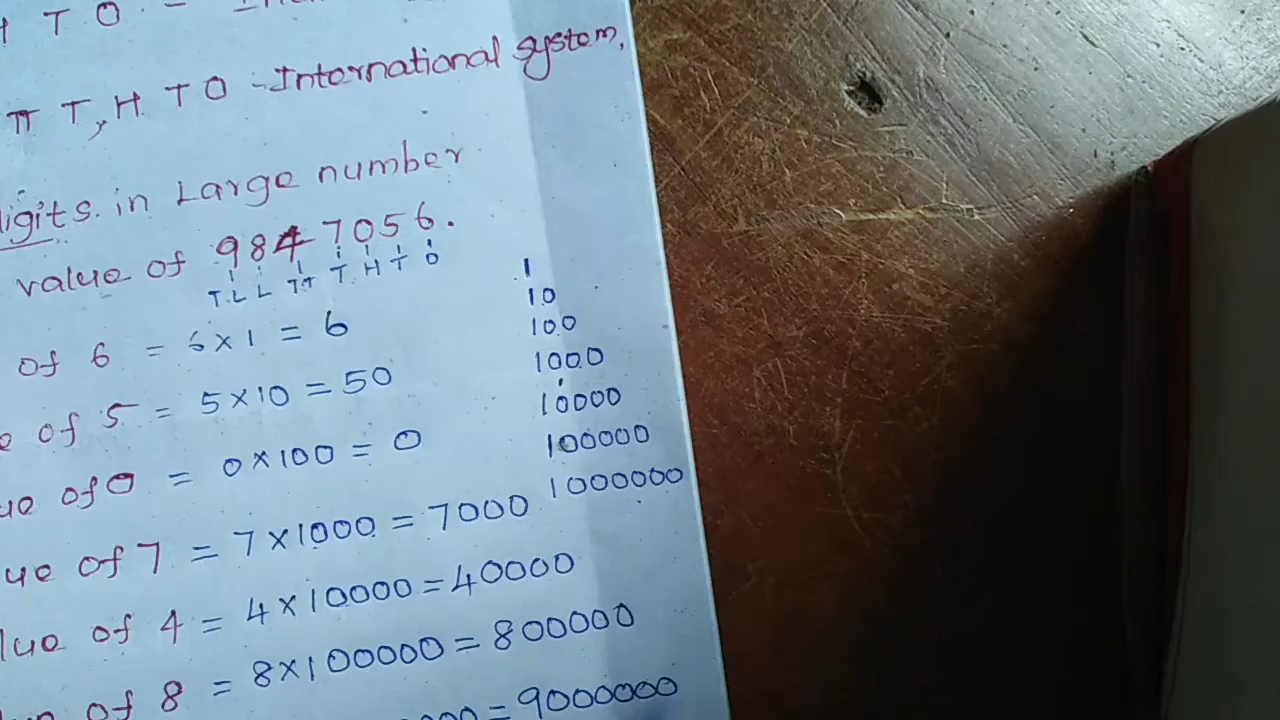 H T O -
TT T, H T O - International system,
digits in Large number
value of 9847056.
T.L L T.T T H T O
1
10
of 6 = 6 × 1 = 6
100
1000
of 5 = 5 × 10 = 50
10000
of 0 = 0 × 100 = 0
100000
of 7 = 7 × 1000 = 7000
1000000
of 4 = 4 × 10000 = 40000
of 8 = 8 × 100000 = 800000
= 9000000